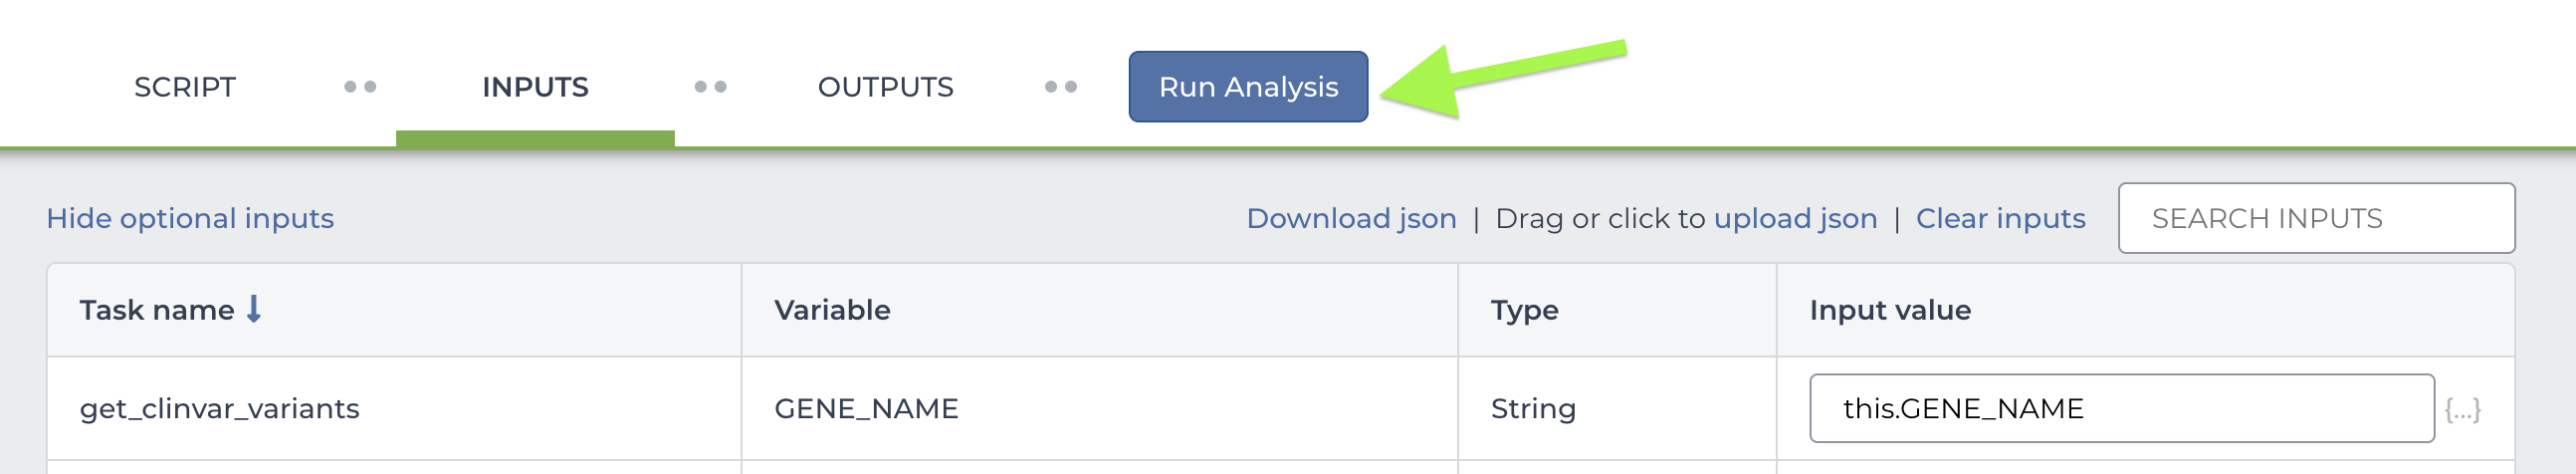 SCRIPT INPUTS OUTPUTS Run Analysis
Hide optional inputs Download json | Drag or click to upload json | Clear inputs SEARCH INPUTS
Task name Variable Type Input value
get_clinvar_variants GENE_NAME String this.GENE_NAME {...}